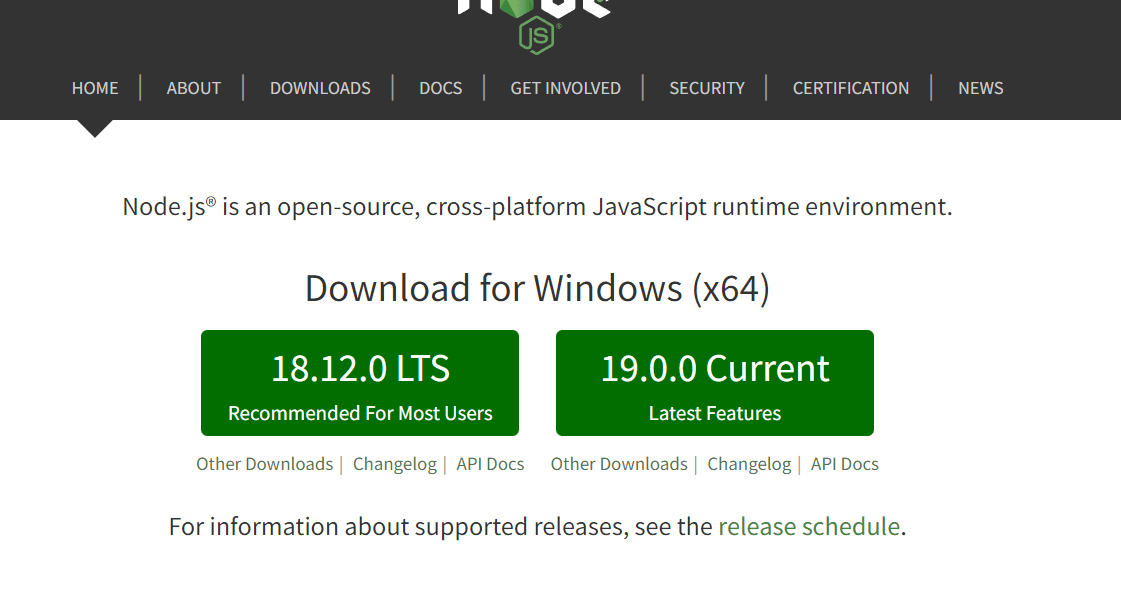 JS
HOME | ABOUT | DOWNLOADS | DOCS | GET INVOLVED | SECURITY | CERTIFICATION | NEWS
Node.js® is an open-source, cross-platform JavaScript runtime environment.
Download for Windows (x64)
18.12.0 LTS
Recommended For Most Users
19.0.0 Current
Latest Features
Other Downloads | Changelog | API Docs
Other Downloads | Changelog | API Docs
For information about supported releases, see the release schedule.